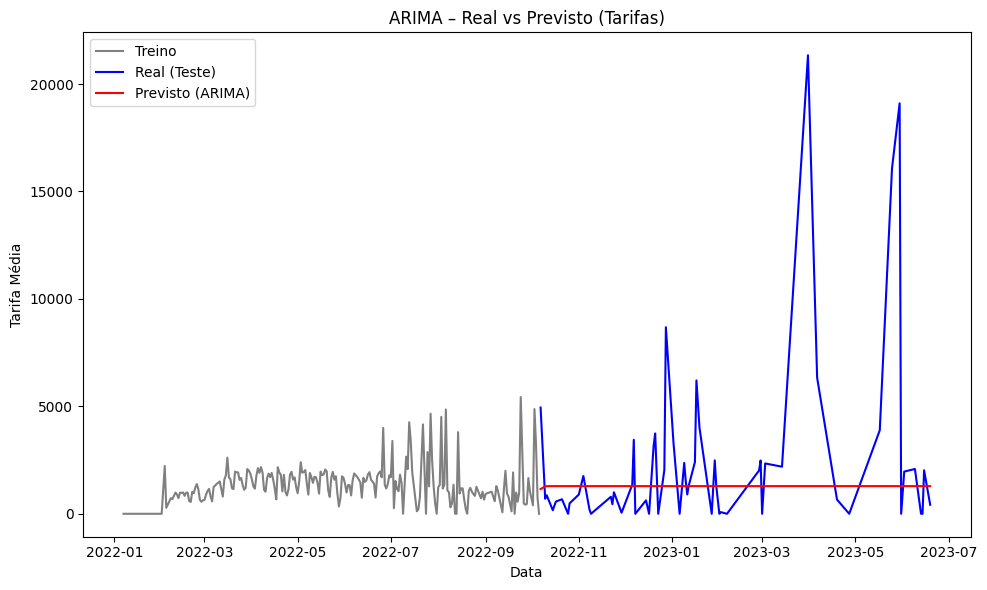 ARIMA – Real vs Previsto (Tarifas)
Treino
Real (Teste)
Previsto (ARIMA)
Tarifa Média
20000
15000
10000
5000
0
2022-01 2022-03 2022-05 2022-07 2022-09 2022-11 2023-01 2023-03 2023-05 2023-07
Data